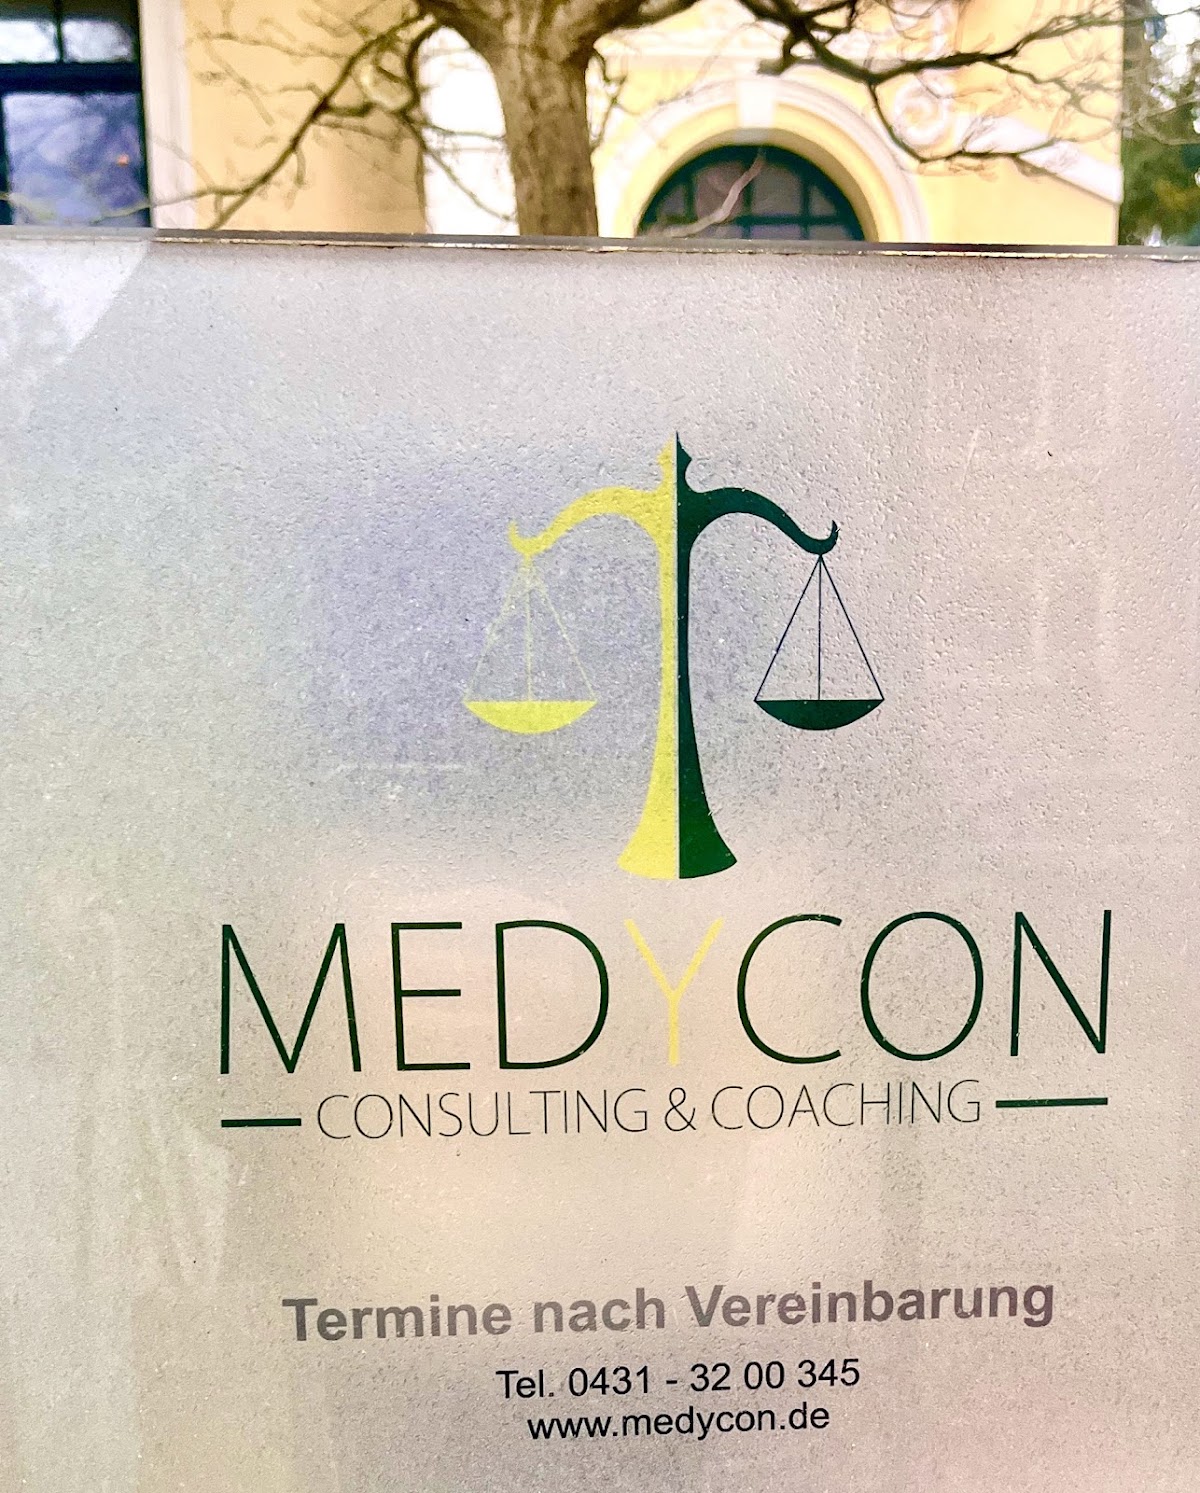 MEDYCON
CONSULTING & COACHING
Termine nach Vereinbarung
Tel. 0431 - 32 00 345
www.medycon.de